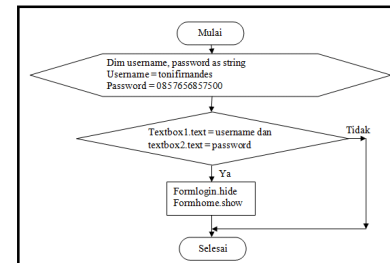 Mulai
Dim username, password as string
Username = tonifirnandes
Password = 0857656857500
Textbox1.text = username dan
textbox2.text = password
Tidak
Ya
Formlogin.hide
Formhome.show
Selesai